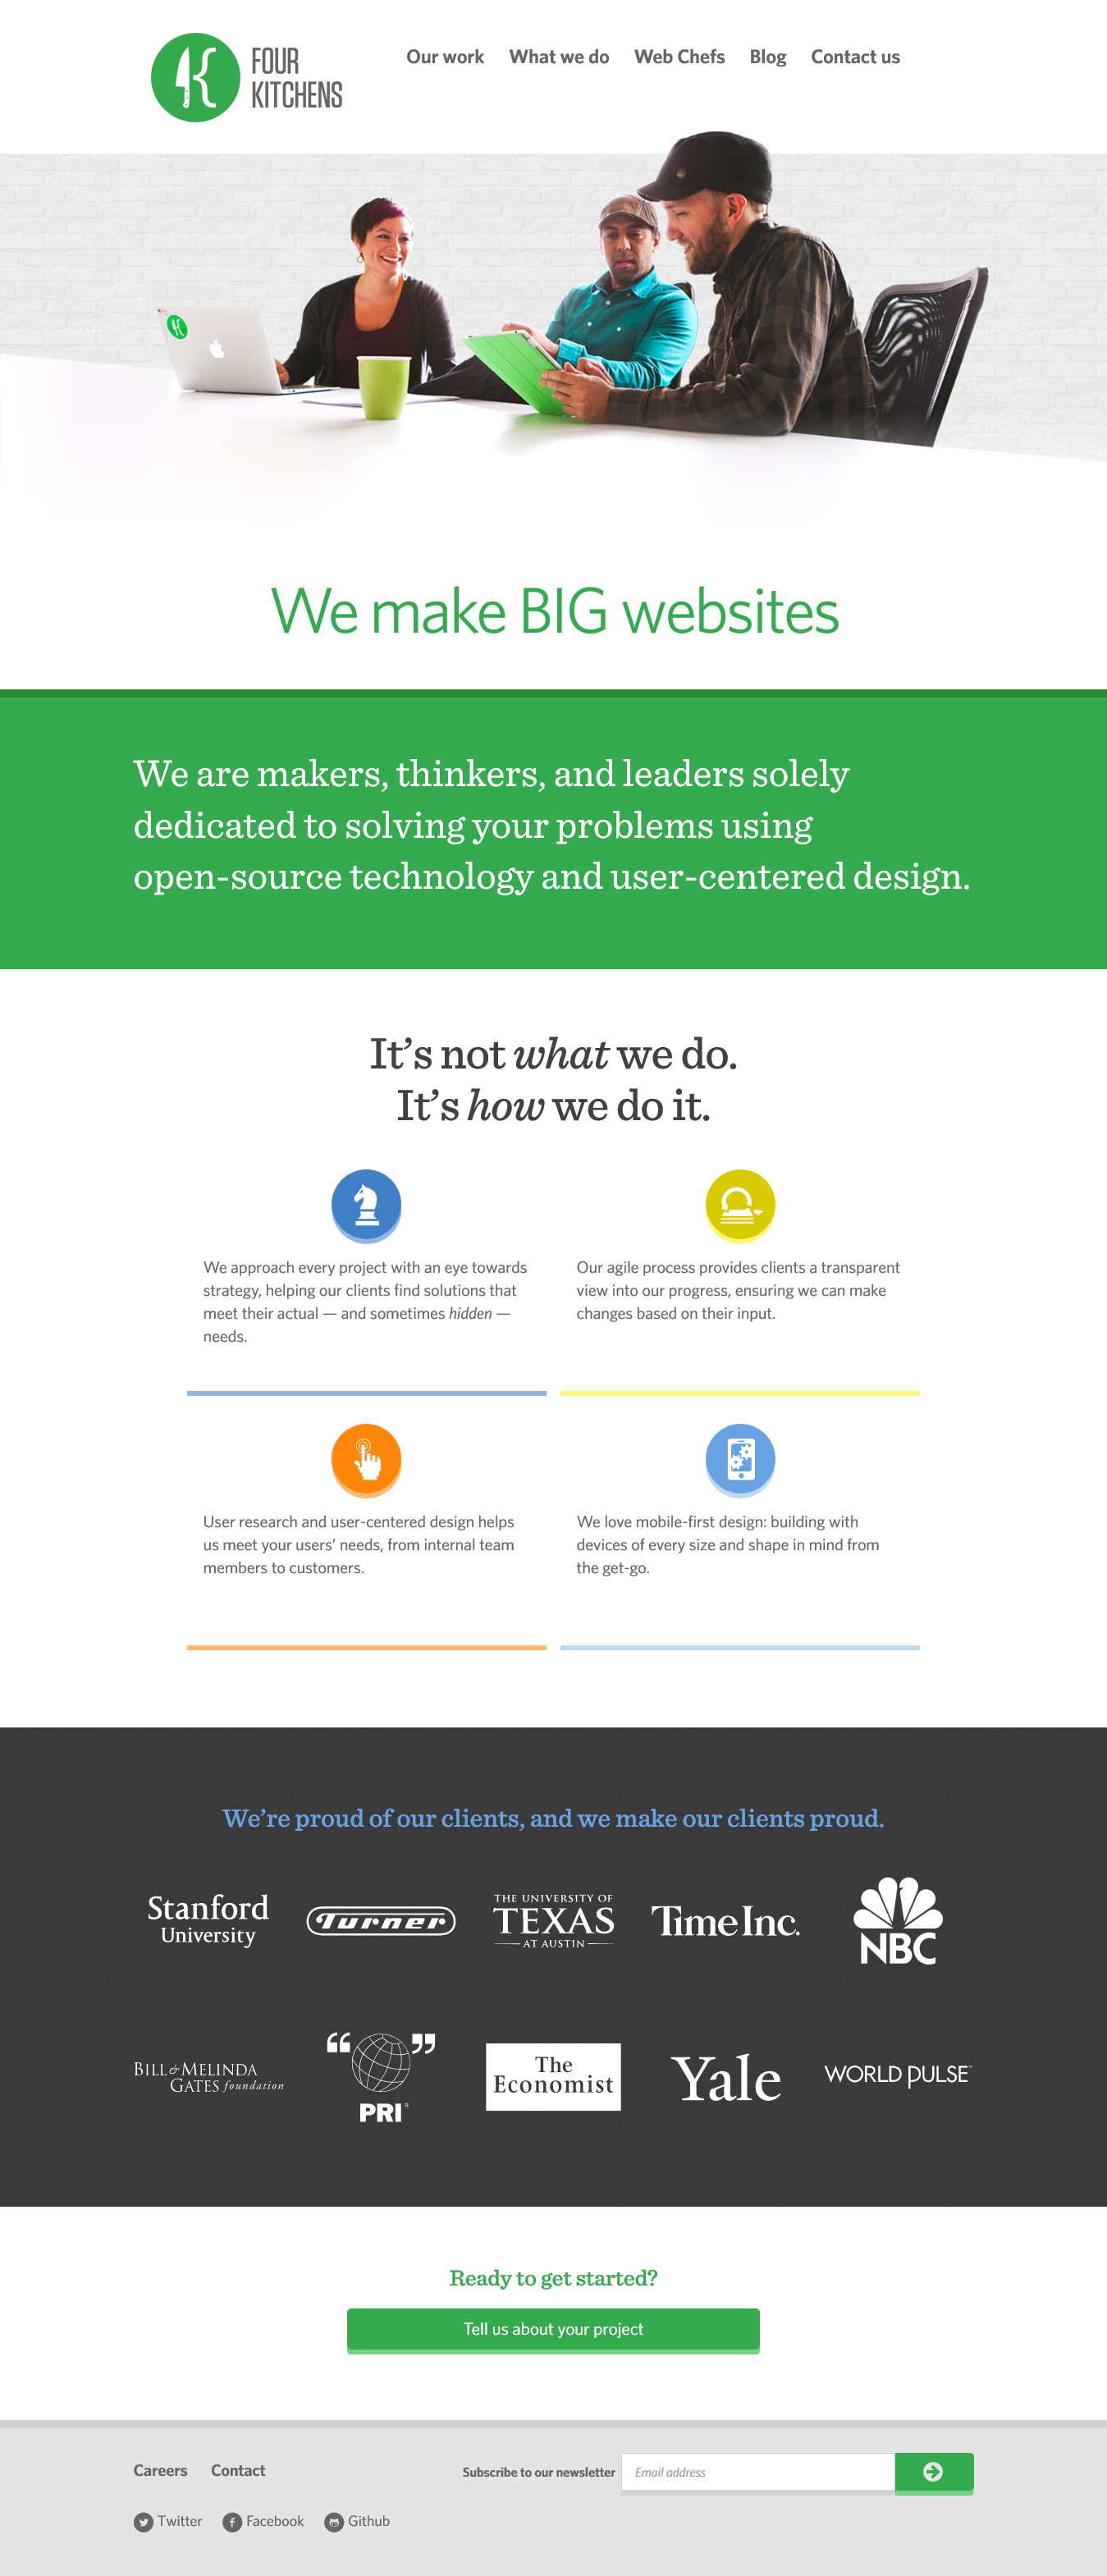 FOUR
KITCHENS
Our work What we do Web Chefs Blog Contact us
We make BIG websites
We are makers, thinkers, and leaders solely
dedicated to solving your problems using
open-source technology and user-centered design.
It’s not what we do.
It’s how we do it.
We approach every project with an eye towards
strategy, helping our clients find solutions that
meet their actual — and sometimes hidden —
needs.
Our agile process provides clients a transparent
view into our progress, ensuring we can make
changes based on their input.
User research and user-centered design helps
us meet your users’ needs, from internal team
members to customers.
We love mobile-first design: building with
devices of every size and shape in mind from
the get-go.
We’re proud of our clients, and we make our clients proud.
Stanford
University
Turner
THE UNIVERSITY OF
TEXAS
AT AUSTIN
Time Inc.
NBC
BILL & MELINDA
GATES foundation
PRI
The
Economist
Yale
WORLD PULSE
Ready to get started?
Tell us about your project
Careers Contact
Subscribe to our newsletter Email address
Twitter Facebook Github